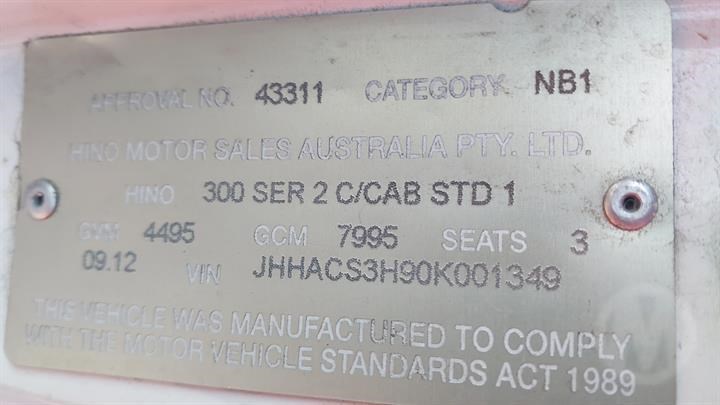 APPROVAL NO. 43311 CATEGORY NB1
HINO MOTOR SALES AUSTRALIA PTY. LTD.
HINO 300 SER 2 C/CAB STD 1
GVM 4495 GCM 7995 SEATS 3
09.12 VIN JHHACS3H90K001349
THIS VEHICLE WAS MANUFACTURED TO COMPLY
WITH THE MOTOR VEHICLE STANDARDS ACT 1989